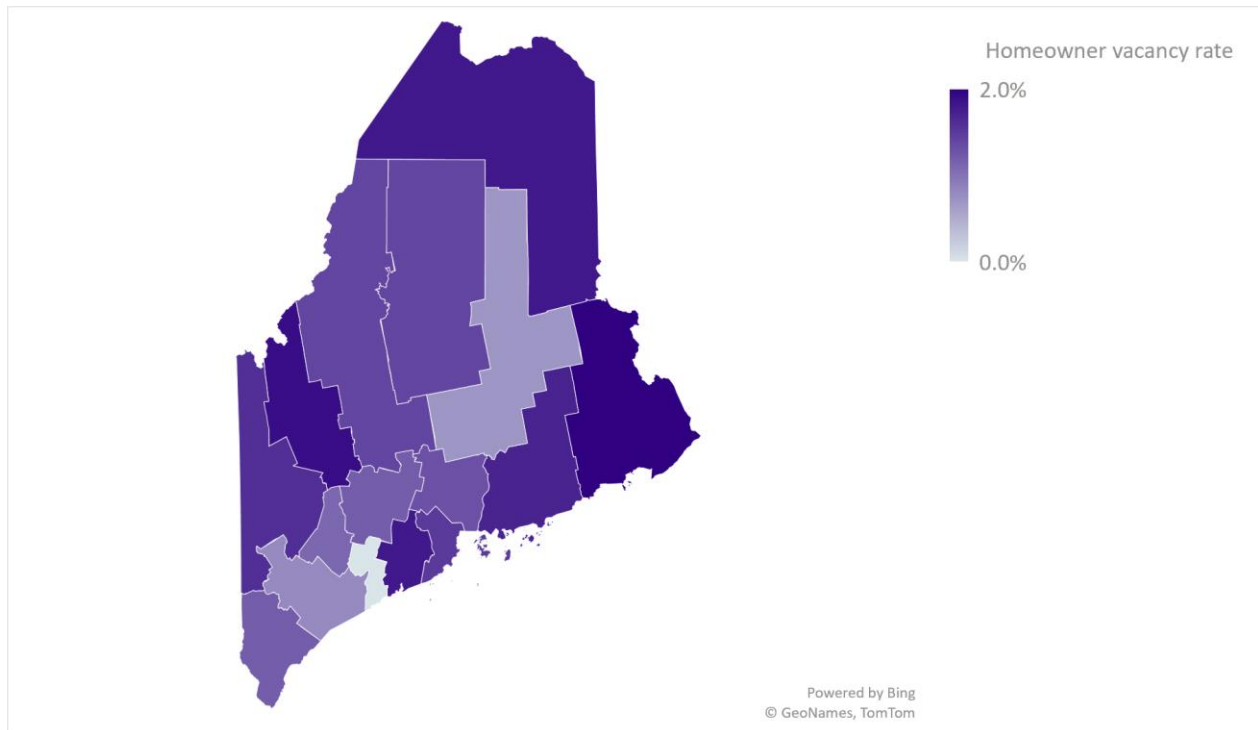 Homeowner vacancy rate
2.0%
0.0%
Powered by Bing
© GeoNames, TomTom